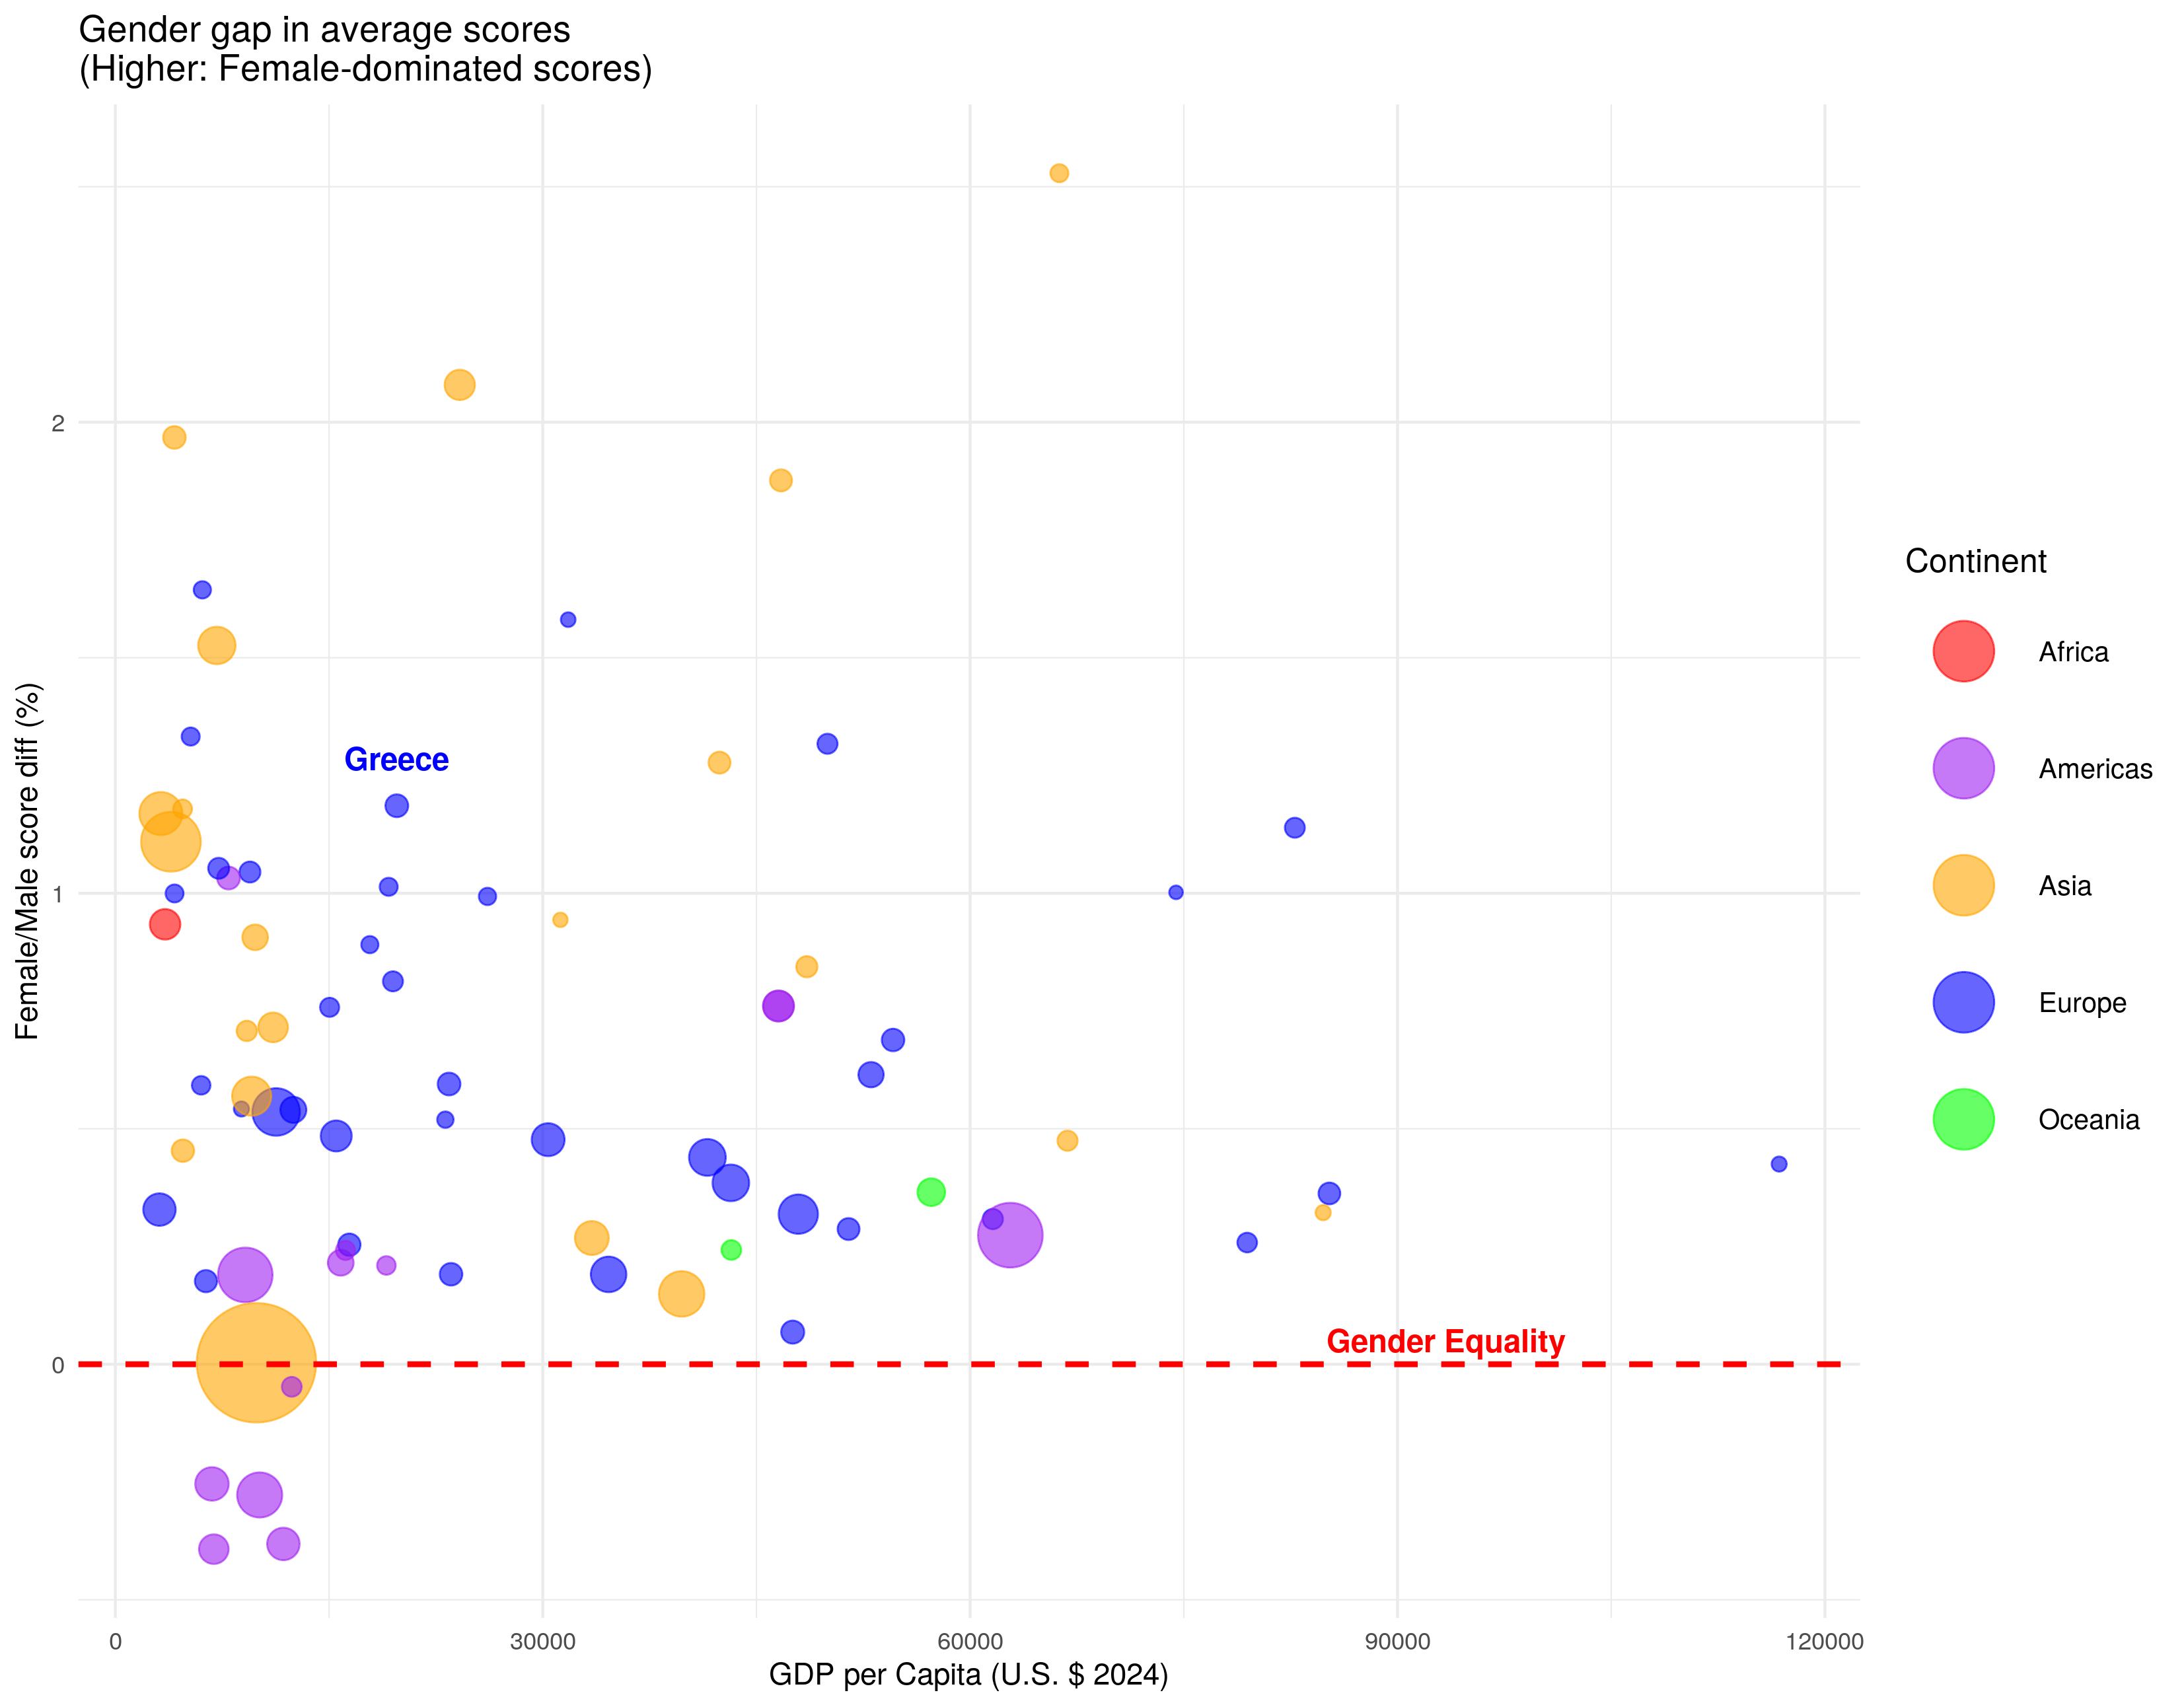 Gender gap in average scores
(Higher: Female-dominated scores)
Female/Male score diff (%)
2
1
0
Greece
Gender Equality
0
30000
60000
90000
120000
GDP per Capita (U.S. $ 2024)
Continent
Africa
Americas
Asia
Europe
Oceania